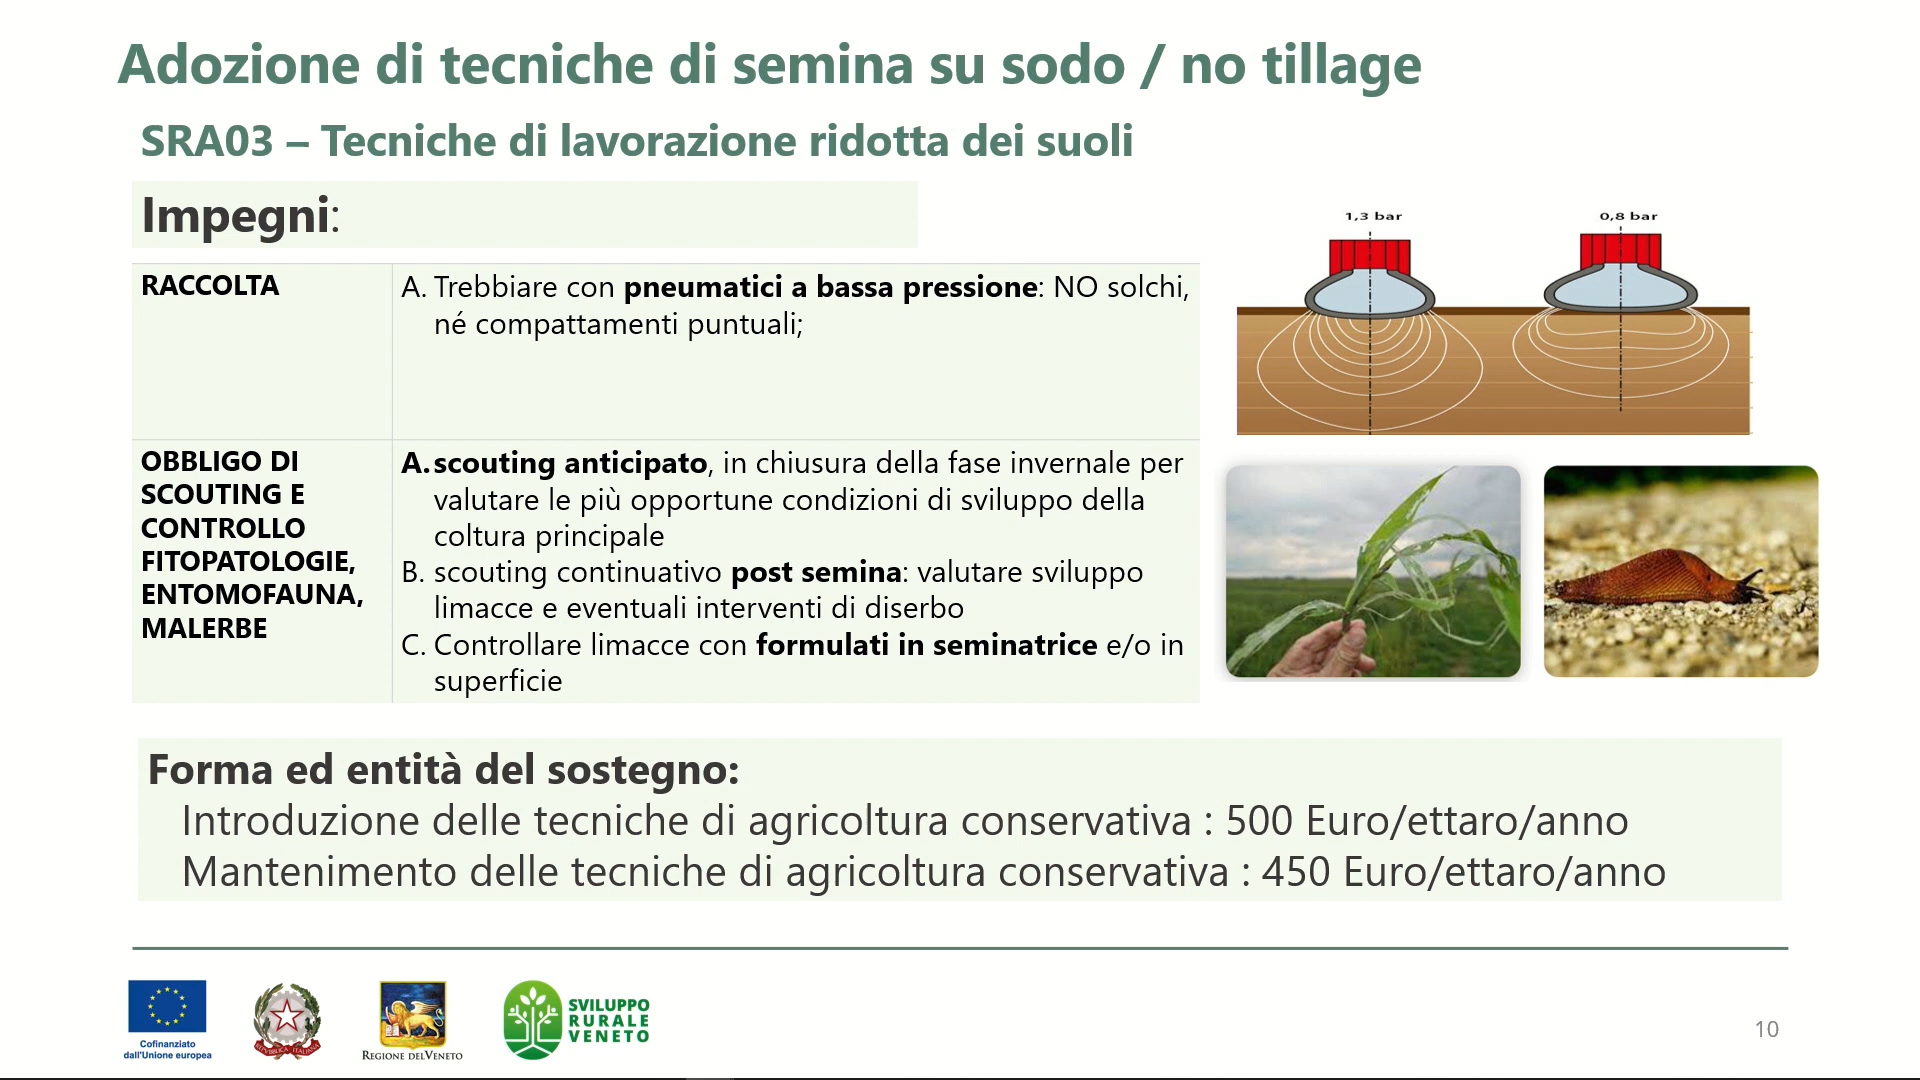 Adozione di tecniche di semina su sodo / no tillage
SRA03 – Tecniche di lavorazione ridotta dei suoli
Impegni:
RACCOLTA
A. Trebbiare con pneumatici a bassa pressione: NO solchi,
né compattamenti puntuali;
1,3 bar
0,8 bar
OBBLIGO DI
SCOUTING E
CONTROLLO
FITOPATOLOGIE,
ENTOMOFAUNA,
MALERBE
A. scouting anticipato, in chiusura della fase invernale per
valutare le più opportune condizioni di sviluppo della
coltura principale
B. scouting continuativo post semina: valutare sviluppo
limacce e eventuali interventi di diserbo
C. Controllare limacce con formulati in seminatrice e/o in
superficie
Forma ed entità del sostegno:
Introduzione delle tecniche di agricoltura conservativa : 500 Euro/ettaro/anno
Mantenimento delle tecniche di agricoltura conservativa : 450 Euro/ettaro/anno
Cofinanziato
dall'Unione europea
REGIONE DEL VENETO
SVILUPPO
RURALE
VENETO
10